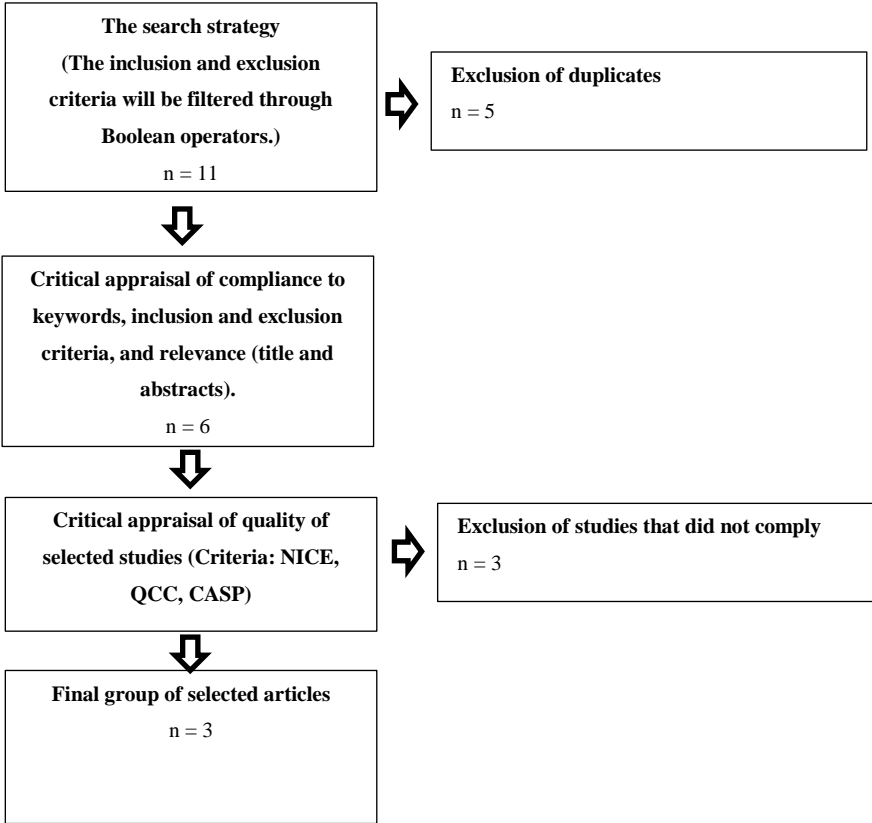 The search strategy
(The inclusion and exclusion
criteria will be filtered through
Boolean operators.)
n = 11
Exclusion of duplicates
n = 5
Critical appraisal of compliance to
keywords, inclusion and exclusion
criteria, and relevance (title and
abstracts).
n = 6
Critical appraisal of quality of
selected studies (Criteria: NICE,
QCC, CASP)
Exclusion of studies that did not comply
n = 3
Final group of selected articles
n = 3